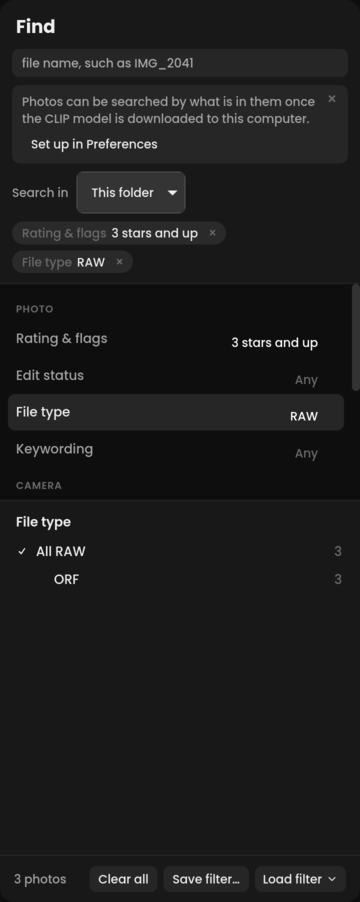 Find
file name, such as IMG_2041
Photos can be searched by what is in them once
the CLIP model is downloaded to this computer.
Set up in Preferences
Search in This folder
Rating & flags 3 stars and up ×
File type RAW ×
PHOTO
Rating & flags 3 stars and up
Edit status Any
File type RAW
Keywording Any
CAMERA
File type
✓ All RAW 3
ORF 3
3 photos Clear all Save filter... Load filter